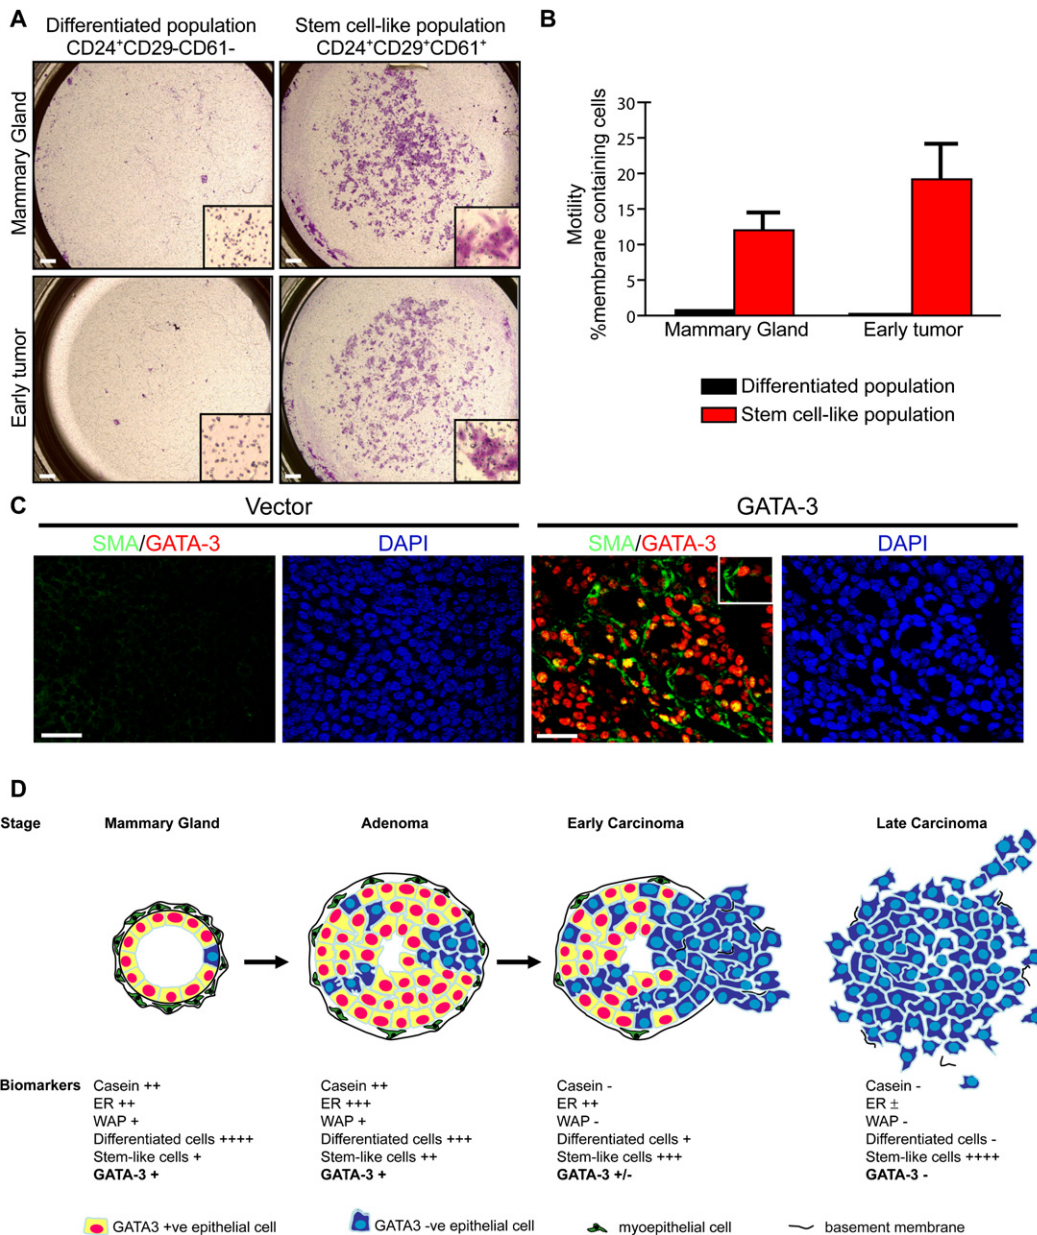 A
Differentiated population
CD24⁺CD29-CD61-
Stem cell-like population
CD24⁺CD29⁺CD61⁺
Mammary Gland
Early tumor
B
Motility
%membrane containing cells
30
25
20
15
10
5
0
Mammary Gland
Early tumor
Differentiated population
Stem cell-like population
C
Vector
GATA-3
SMA/GATA-3
DAPI
SMA/GATA-3
DAPI
D
Stage
Mammary Gland
Adenoma
Early Carcinoma
Late Carcinoma
Biomarkers
Casein ++
ER ++
WAP +
Differentiated cells ++++
Stem-like cells +
GATA-3 +
Casein ++
ER +++
WAP +
Differentiated cells +++
Stem-like cells ++
GATA-3 +
Casein -
ER ++
WAP -
Differentiated cells +
Stem-like cells +++
GATA-3 +/-
Casein -
ER ±
WAP -
Differentiated cells -
Stem-like cells ++++
GATA-3 -
GATA3 +ve epithelial cell
GATA3 -ve epithelial cell
myoepithelial cell
basement membrane